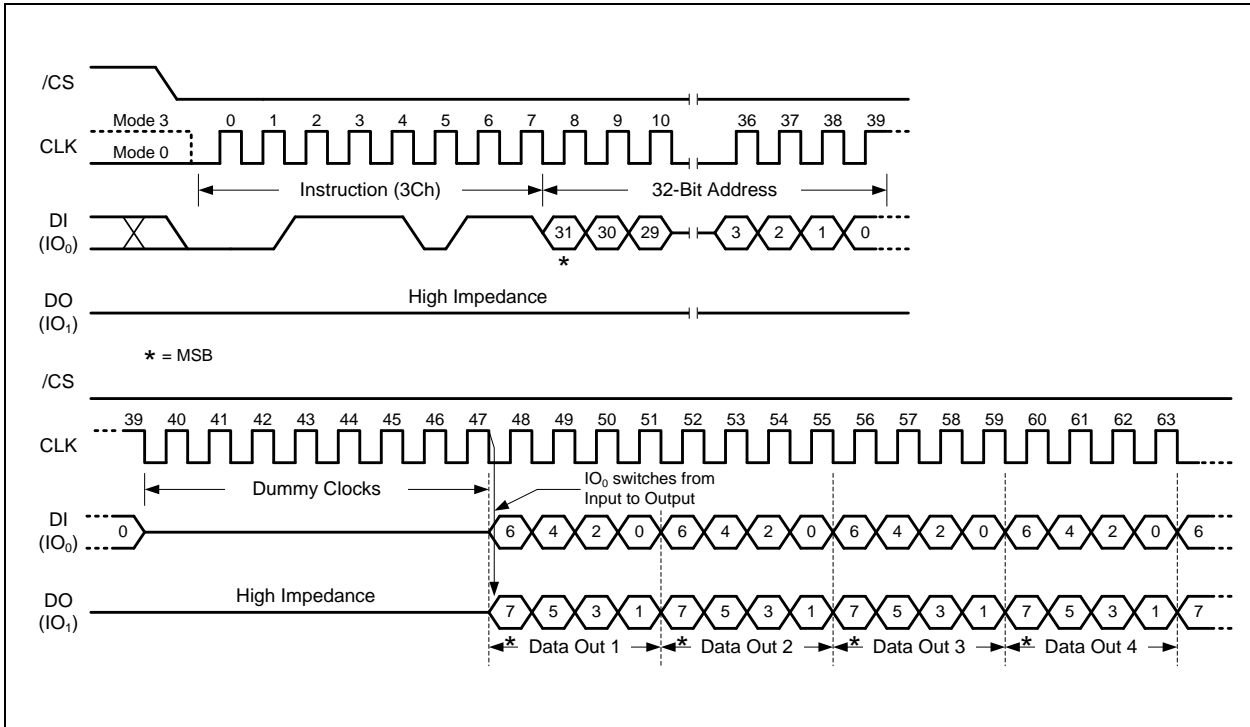 /CS
Mode 3
0 1 2 3 4 5 6 7 8 9 10 36 37 38 39
CLK
Mode 0
Instruction (3Ch) 32-Bit Address
DI
(IO₀)
31 30 29 3 2 1 0
*
High Impedance
DO
(IO₁)
* = MSB
/CS
39 40 41 42 43 44 45 46 47 48 49 50 51 52 53 54 55 56 57 58 59 60 61 62 63
CLK
Dummy Clocks
IO₀ switches from
Input to Output
DI
(IO₀)
0 6 4 2 0 6 4 2 0 6 4 2 0 6 4 2 0 6
High Impedance
DO
(IO₁)
7 5 3 1 7 5 3 1 7 5 3 1 7 5 3 1 7
* Data Out 1 * Data Out 2 * Data Out 3 * Data Out 4